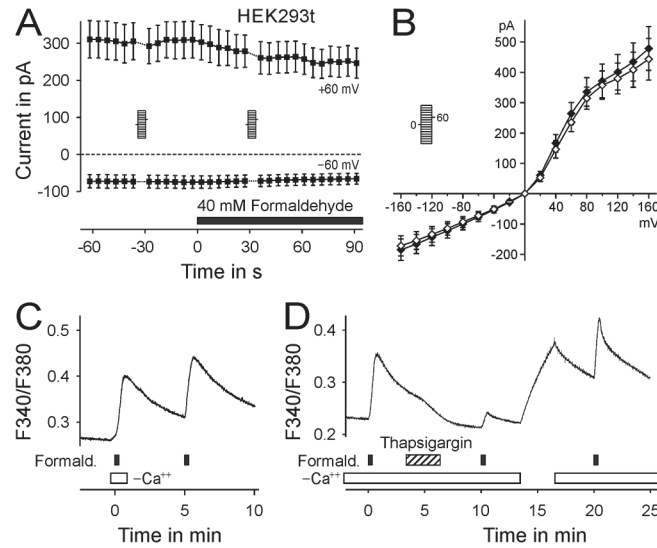 A
HEK293t
Current in pA
300
200
100
0
-100
+60 mV
−60 mV
40 mM Formaldehyde
-60 -30 0 30 60 90
Time in s
B
pA
500
400
300
200
100
-100
-200
0 60
-160 -120 -80 -40 40 80 120 160
mV
C
F340/F380
0.5
0.4
0.3
Formald.
−Ca++
0 5 10
Time in min
D
F340/F380
0.4
0.3
0.2
Thapsigargin
Formald.
−Ca++
0 5 10 15 20 25
Time in min